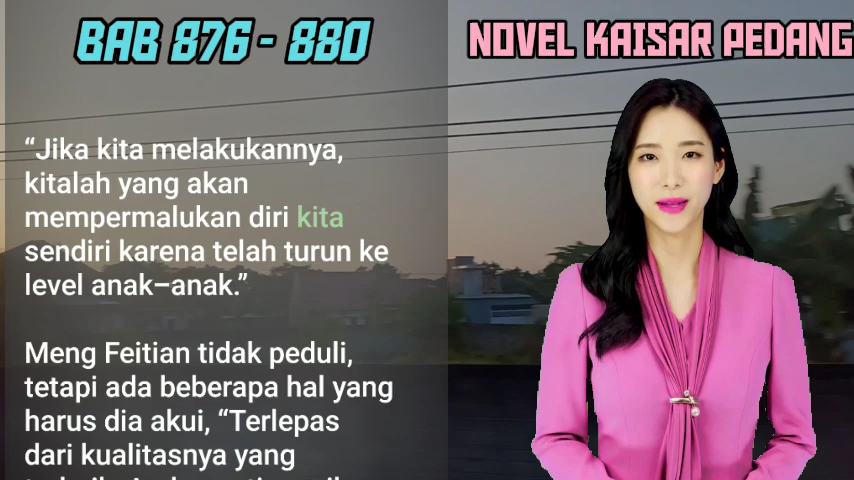 BAB 876 - 880
NOVEL KAISAR PEDANG
“Jika kita melakukannya,
kitalah yang akan
mempermalukan diri kita
sendiri karena telah turun ke
level anak–anak.”
Meng Feitian tidak peduli,
tetapi ada beberapa hal yang
harus dia akui, “Terlepas
dari kualitasnya yang